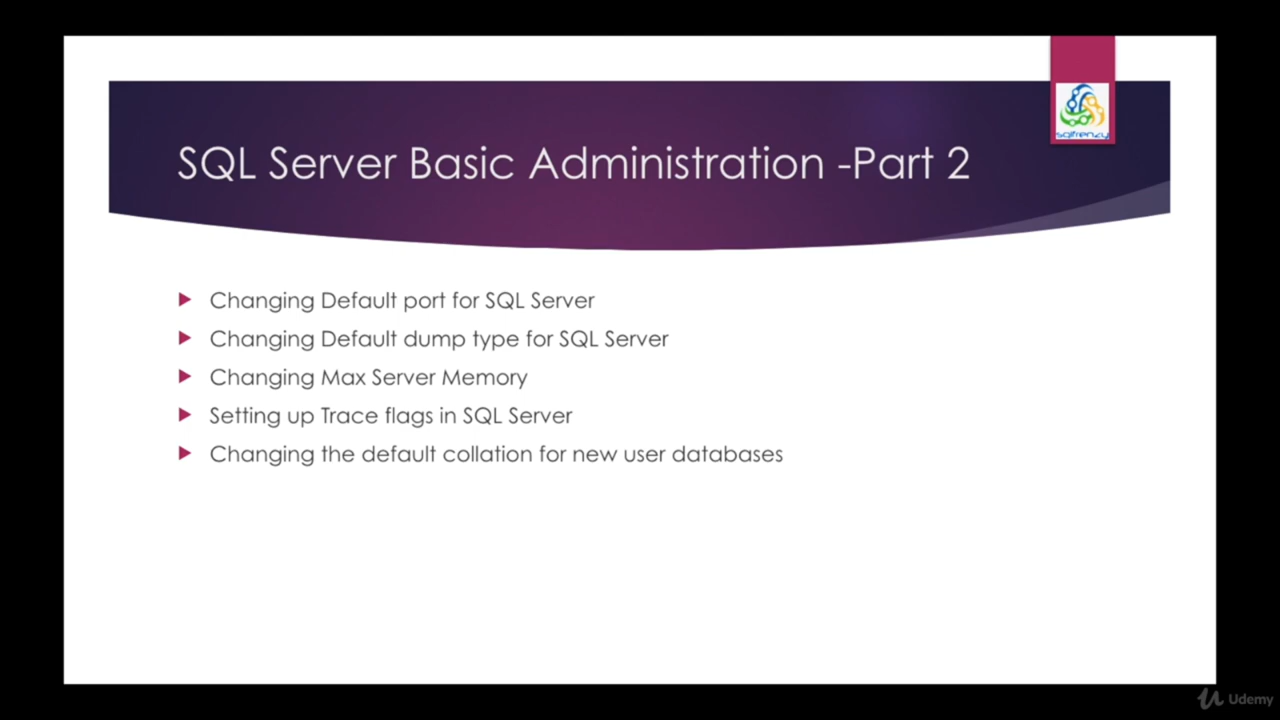 sqlfrenzy
SQL Server Basic Administration -Part 2
Changing Default port for SQL Server
Changing Default dump type for SQL Server
Changing Max Server Memory
Setting up Trace flags in SQL Server
Changing the default collation for new user databases
Udemy